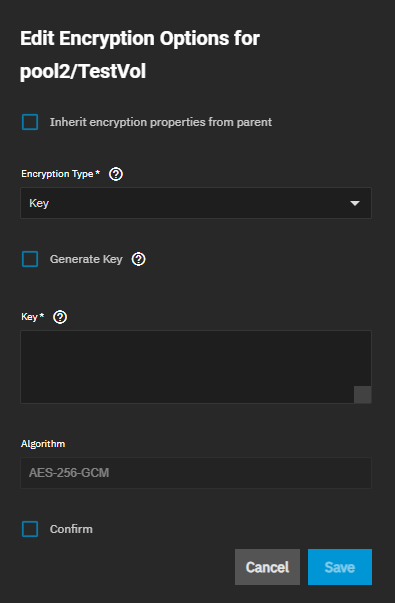 Edit Encryption Options for
pool2/TestVol
Inherit encryption properties from parent
Encryption Type *
Key
Generate Key
Key *
Algorithm
AES-256-GCM
Confirm
Cancel Save